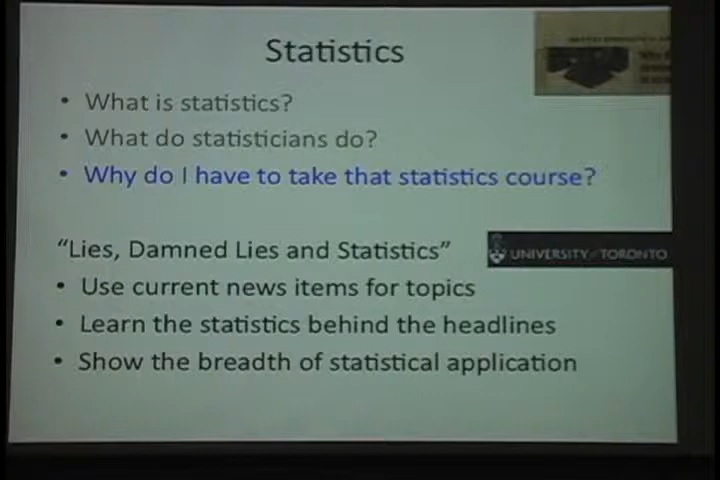 Statistics
• What is statistics?
• What do statisticians do?
• Why do I have to take that statistics course?
“Lies, Damned Lies and Statistics”
UNIVERSITY OF TORONTO
• Use current news items for topics
• Learn the statistics behind the headlines
• Show the breadth of statistical application